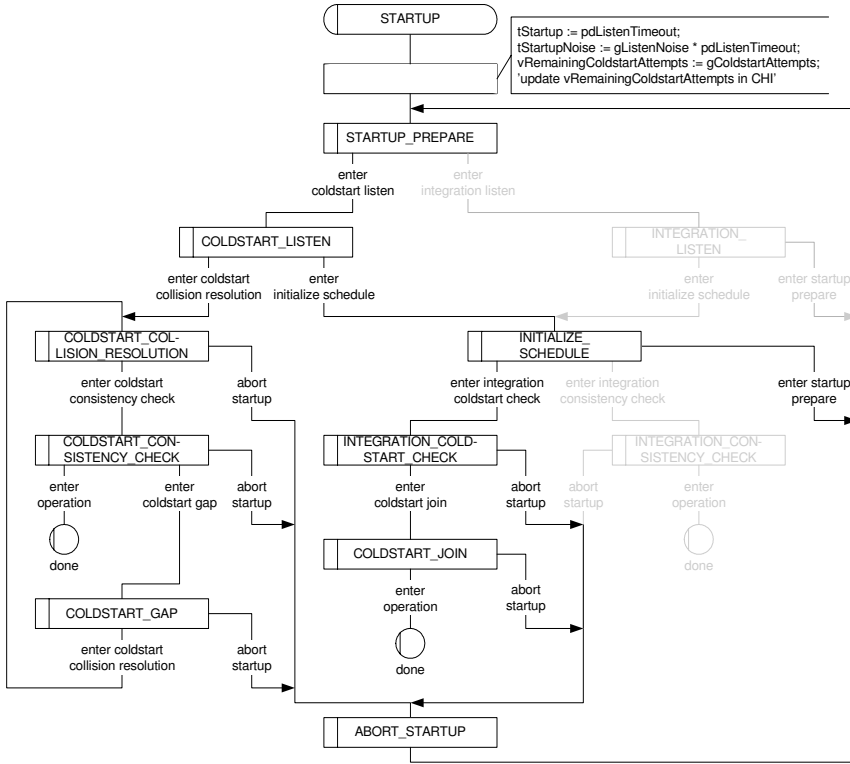 STARTUP
tStartup := pdListenTimeout;
tStartupNoise := gListenNoise * pdListenTimeout;
vRemainingColdstartAttempts := gColdstartAttempts;
'update vRemainingColdstartAttempts in CHI'
STARTUP_PREPARE
enter
coldstart listen
enter
integration listen
COLDSTART_LISTEN
INTEGRATION_
LISTEN
enter coldstart
collision resolution
enter
initialize schedule
enter
initialize schedule
enter startup
prepare
COLDSTART_COL-
LISION_RESOLUTION
INITIALIZE_
SCHEDULE
enter coldstart
consistency check
abort
startup
enter integration
coldstart check
enter integration
consistency check
enter startup
prepare
COLDSTART_CON-
SISTENCY_CHECK
INTEGRATION_COLD-
START_CHECK
INTEGRATION_CON-
SISTENCY_CHECK
enter
operation
enter
coldstart gap
abort
startup
enter
coldstart join
abort
startup
abort
startup
enter
operation
done
COLDSTART_JOIN
done
enter
operation
abort
startup
COLDSTART_GAP
enter coldstart
collision resolution
abort
startup
done
ABORT_STARTUP